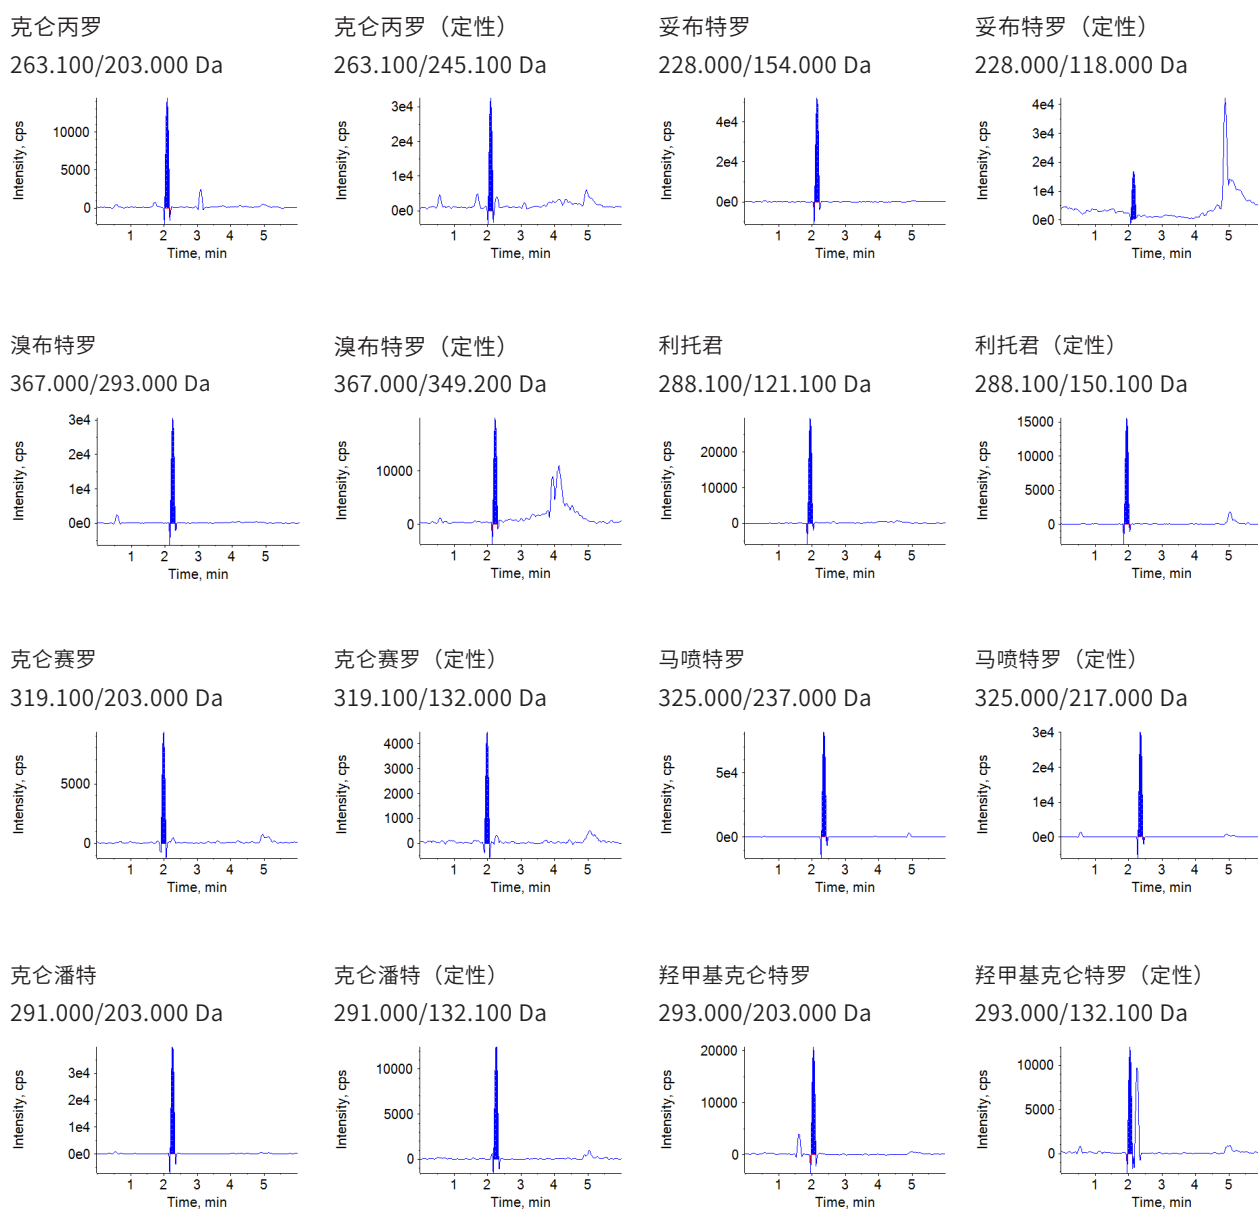 克仑丙罗
263.100/203.000 Da
Intensity, cps
10000
5000
0
1 2 3 4 5
Time, min
克仑丙罗（定性）
263.100/245.100 Da
Intensity, cps
3e4
2e4
1e4
0e0
1 2 3 4 5
Time, min
妥布特罗
228.000/154.000 Da
Intensity, cps
4e4
2e4
0e0
1 2 3 4 5
Time, min
妥布特罗（定性）
228.000/118.000 Da
Intensity, cps
4e4
3e4
2e4
1e4
0e0
1 2 3 4 5
Time, min
溴布特罗
367.000/293.000 Da
Intensity, cps
3e4
2e4
1e4
0e0
1 2 3 4 5
Time, min
溴布特罗（定性）
367.000/349.200 Da
Intensity, cps
10000
0
1 2 3 4 5
Time, min
利托君
288.100/121.100 Da
Intensity, cps
20000
10000
0
1 2 3 4 5
Time, min
利托君（定性）
288.100/150.100 Da
Intensity, cps
15000
10000
5000
0
1 2 3 4 5
Time, min
克仑赛罗
319.100/203.000 Da
Intensity, cps
5000
0
1 2 3 4 5
Time, min
克仑赛罗（定性）
319.100/132.000 Da
Intensity, cps
4000
3000
2000
1000
0
1 2 3 4 5
Time, min
马喷特罗
325.000/237.000 Da
Intensity, cps
5e4
0e0
1 2 3 4 5
Time, min
马喷特罗（定性）
325.000/217.000 Da
Intensity, cps
3e4
2e4
1e4
0e0
1 2 3 4 5
Time, min
克仑潘特
291.000/203.000 Da
Intensity, cps
3e4
2e4
1e4
0e0
1 2 3 4 5
Time, min
克仑潘特（定性）
291.000/132.100 Da
Intensity, cps
10000
5000
0
1 2 3 4 5
Time, min
羟甲基克仑特罗
293.000/203.000 Da
Intensity, cps
20000
10000
0
1 2 3 4 5
Time, min
羟甲基克仑特罗（定性）
293.000/132.100 Da
Intensity, cps
10000
5000
0
1 2 3 4 5
Time, min